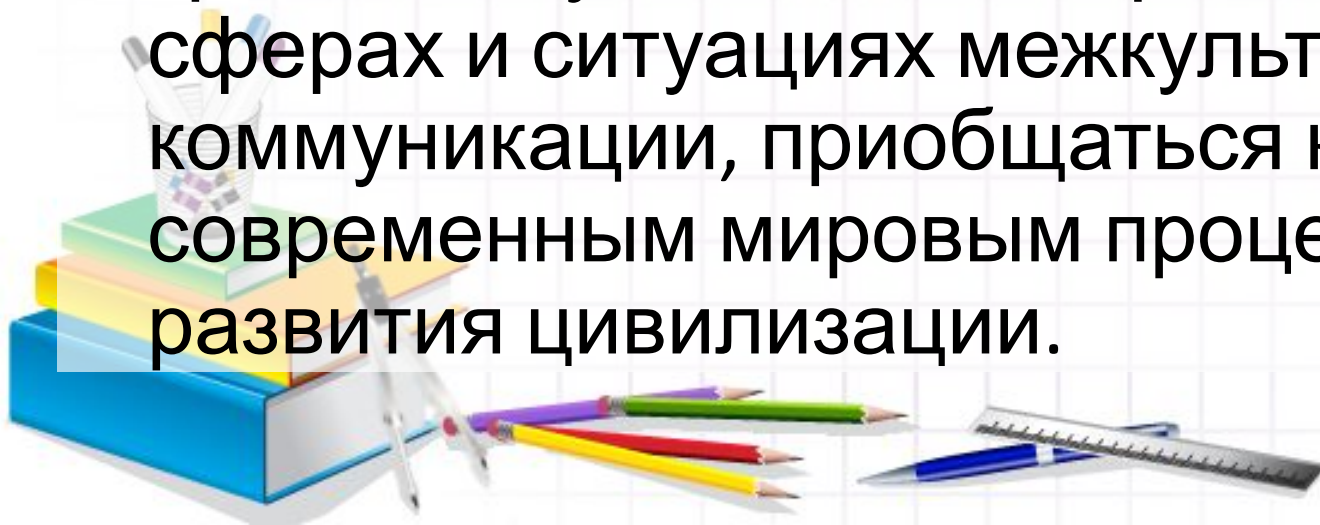 сферах и ситуациях межкульт
коммуникации, приобщаться
современным мировым проце
развития цивилизации.